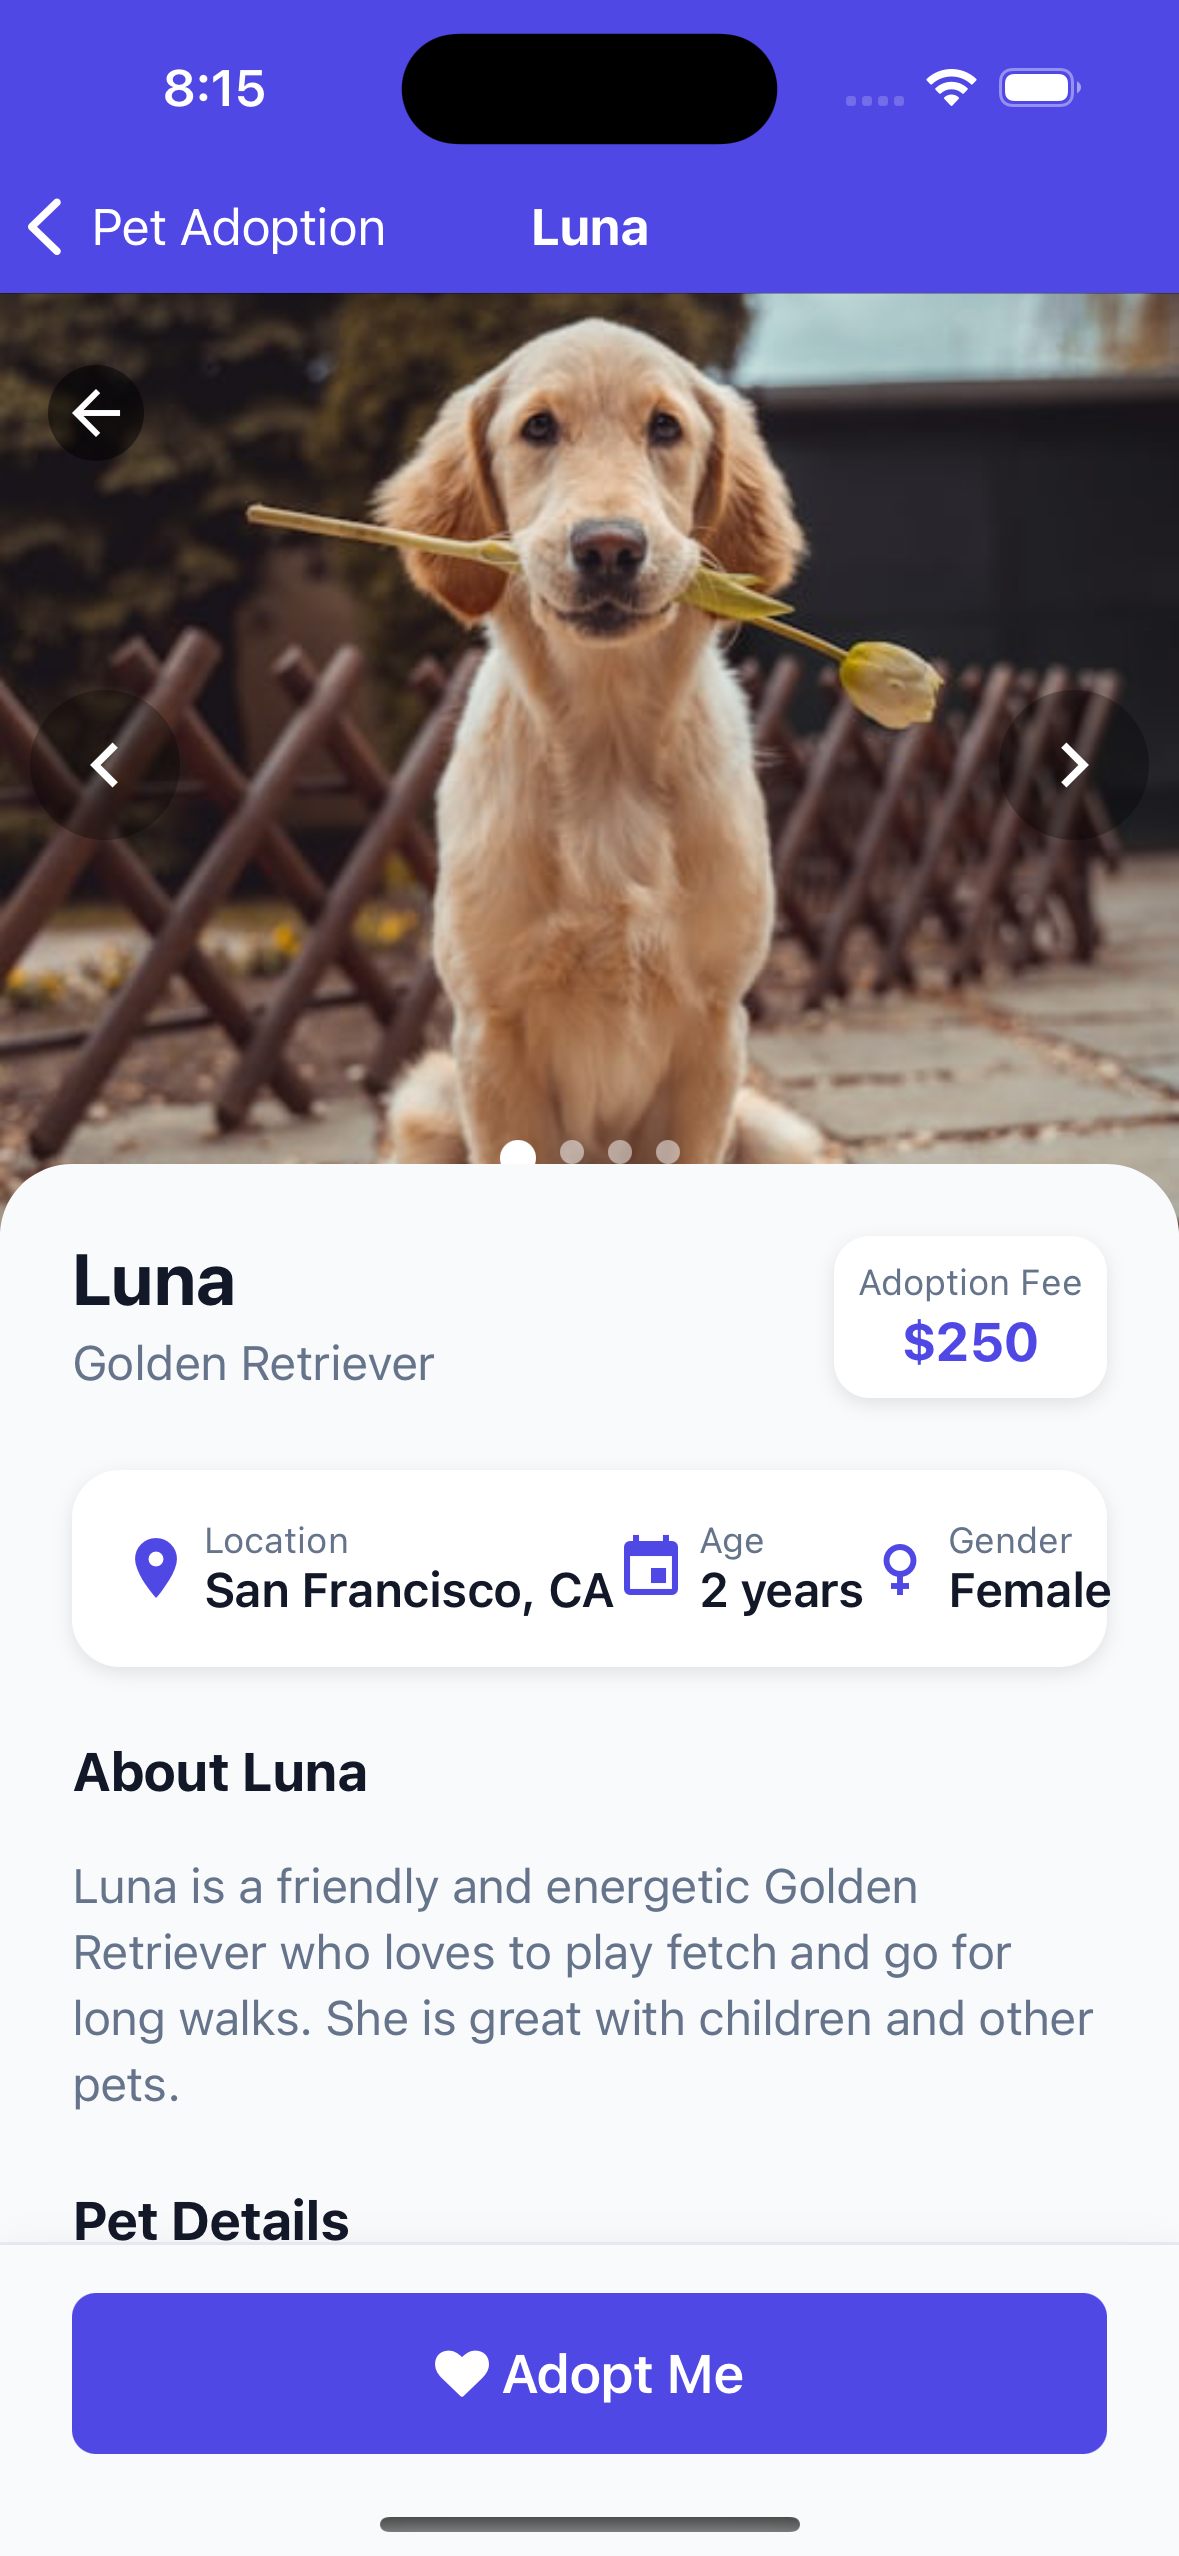 8:15
Pet Adoption
Luna
Luna
Golden Retriever
Adoption Fee
$250
Location
San Francisco, CA
Age
2 years
Gender
Female
About Luna
Luna is a friendly and energetic Golden
Retriever who loves to play fetch and go for
long walks. She is great with children and other
pets.
Pet Details
Adopt Me